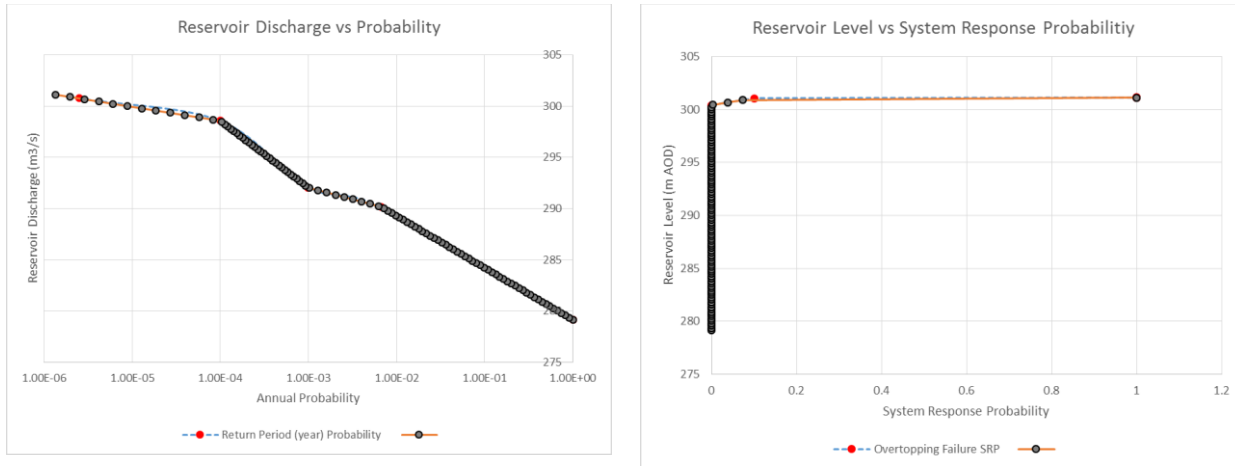 Reservoir Discharge vs Probability
305
300
295
290
285
280
275
Reservoir Discharge (m3/s)
1.00E-06
1.00E-05
1.00E-04
1.00E-03
1.00E-02
1.00E-01
1.00E+00
Annual Probability
Return Period (year) Probability
Reservoir Level vs System Response Probabilitiy
305
300
295
290
285
280
275
Reservoir Level (m AOD)
0
0.2
0.4
0.6
0.8
1
1.2
System Response Probability
Overtopping Failure SRP